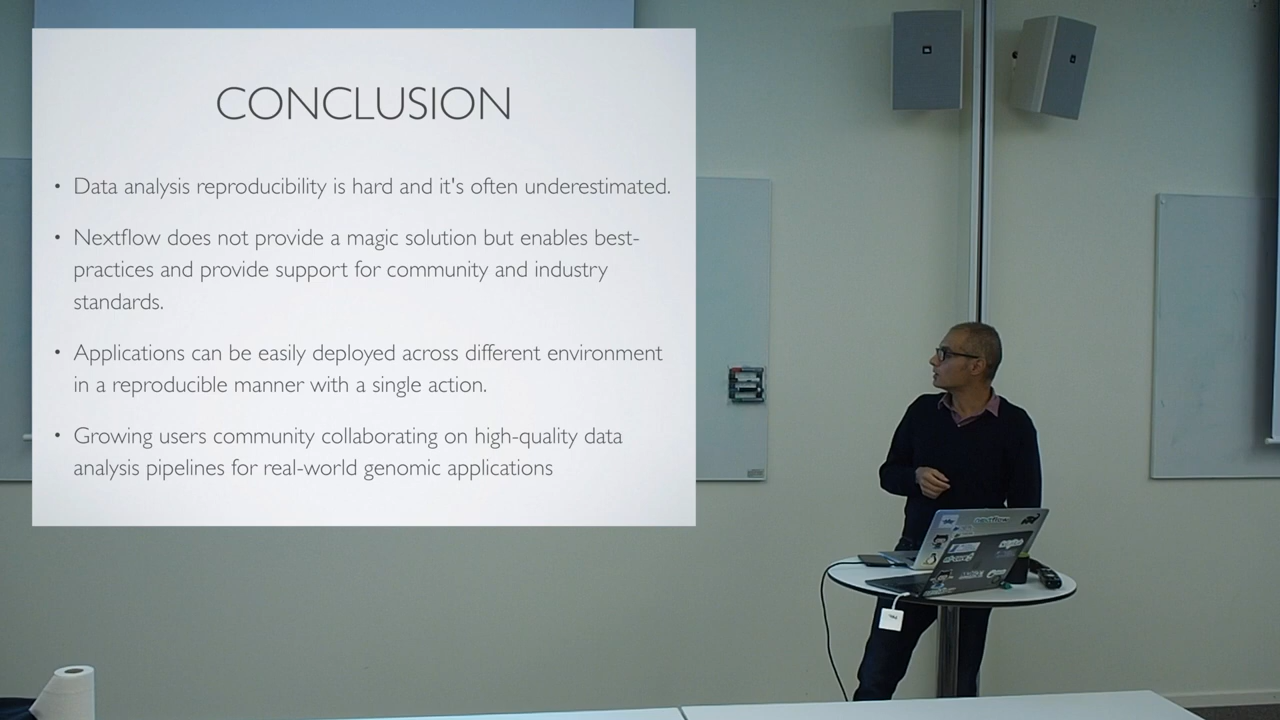 CONCLUSION
• Data analysis reproducibility is hard and it's often underestimated.
• Nextflow does not provide a magic solution but enables best-
practices and provide support for community and industry
standards.
• Applications can be easily deployed across different environment
in a reproducible manner with a single action.
• Growing users community collaborating on high-quality data
analysis pipelines for real-world genomic applications